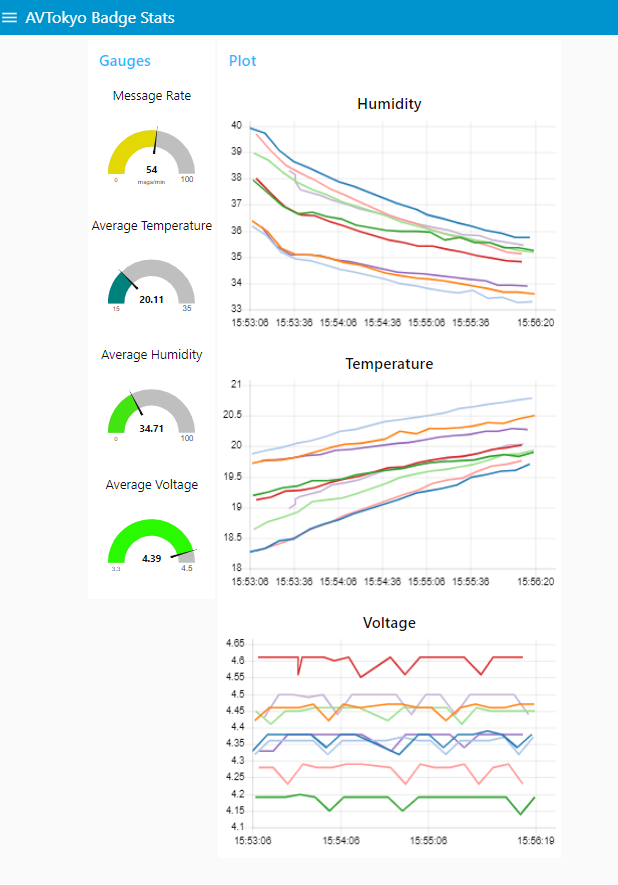 AVTokyo Badge Stats
Gauges
Message Rate
54
msgs/min
0 100
Average Temperature
20.11
15 35
Average Humidity
34.71
0 100
Average Voltage
4.39
3.3 4.5
Plot
Humidity
40
39
38
37
36
35
34
33
15:53:06 15:53:36 15:54:06 15:54:36 15:55:06 15:55:36 15:56:20
Temperature
21
20.5
20
19.5
19
18.5
18
15:53:06 15:53:36 15:54:06 15:54:36 15:55:06 15:55:36 15:56:20
Voltage
4.65
4.6
4.55
4.5
4.45
4.4
4.35
4.3
4.25
4.2
4.15
4.1
15:53:06 15:54:06 15:55:06 15:56:19